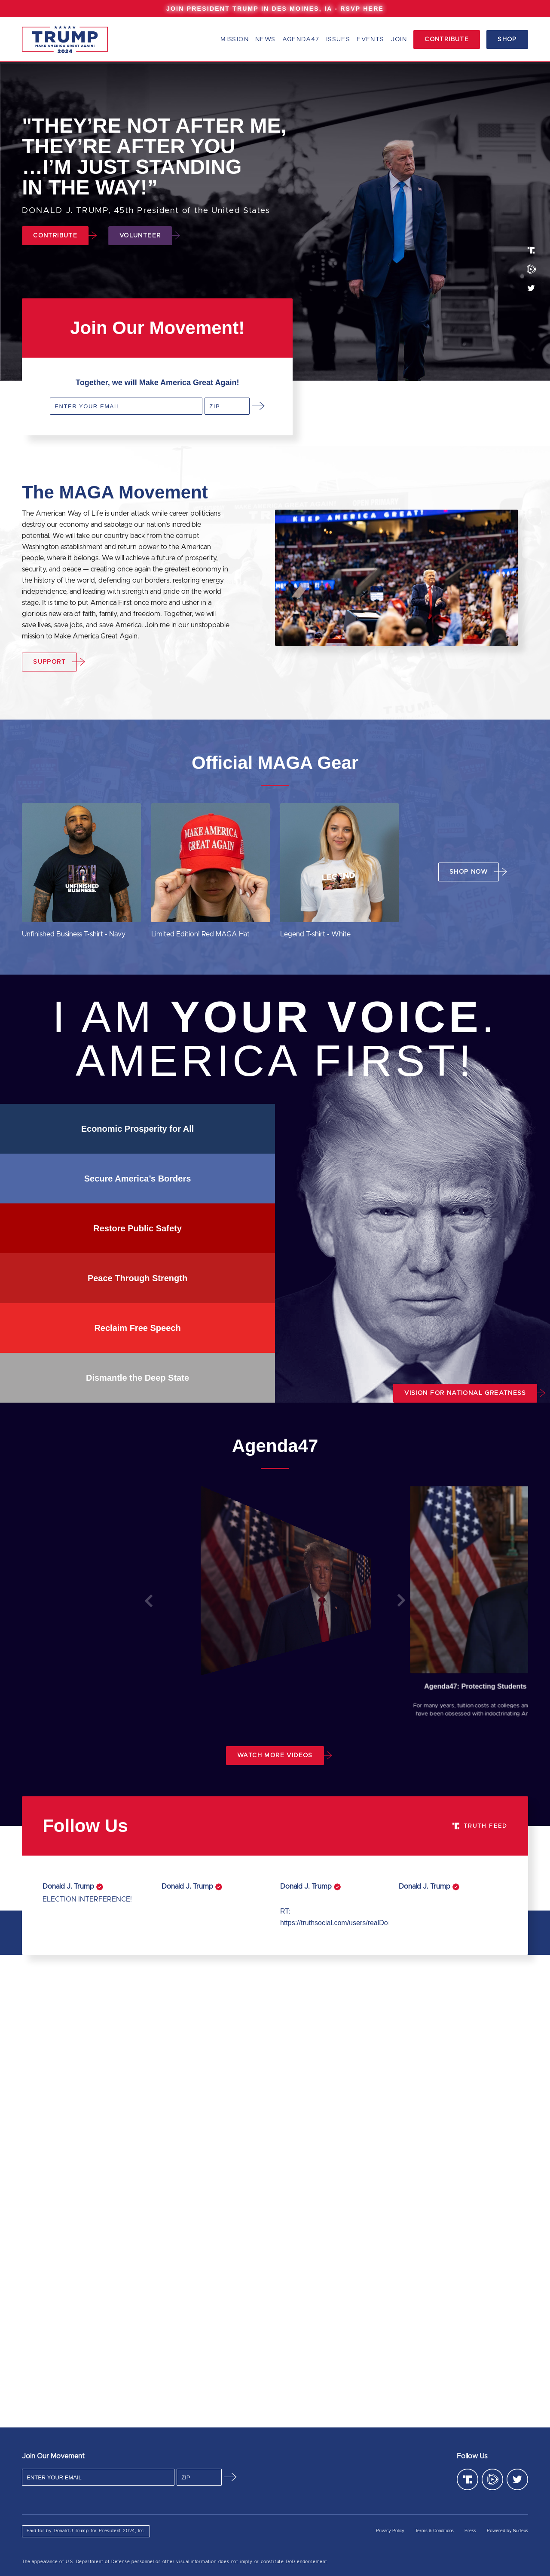 JOIN PRESIDENT TRUMP IN DES MOINES, IA - RSVP HERE
TRUMP
MAKE AMERICA GREAT AGAIN!
2024
MISSION NEWS AGENDA47 ISSUES EVENTS JOIN CONTRIBUTE SHOP
"THEY’RE NOT AFTER ME,
THEY’RE AFTER YOU
…I’M JUST STANDING
IN THE WAY!”
DONALD J. TRUMP, 45th President of the United States
CONTRIBUTE VOLUNTEER
Join Our Movement!
Together, we will Make America Great Again!
ENTER YOUR EMAIL ZIP
The MAGA Movement
The American Way of Life is under attack while career politicians
destroy our economy and sabotage our nation's incredible
potential. We will take our country back from the corrupt
Washington establishment and return power to the American
people, where it belongs. We will achieve a future of prosperity,
security, and peace — creating once again the greatest economy in
the history of the world, defending our borders, restoring energy
independence, and leading with strength and pride on the world
stage. It is time to put America First once more and usher in a
glorious new era of faith, family, and freedom. Together, we will
save lives, save jobs, and save America. Join me in our unstoppable
mission to Make America Great Again.
KEEP AMERICA GREAT!
SUPPORT
TRUMP
Official MAGA Gear
UNFINISHED
BUSINESS.
MAKE AMERICA
GREAT AGAIN
SHOP NOW
Unfinished Business T-shirt - Navy
Limited Edition! Red MAGA Hat
Legend T-shirt - White
I AM YOUR VOICE.
AMERICA FIRST!
Economic Prosperity for All
Secure America’s Borders
Restore Public Safety
Peace Through Strength
Reclaim Free Speech
Dismantle the Deep State
VISION FOR NATIONAL GREATNESS
Agenda47
Agenda47: Protecting Students
For many years, tuition costs at colleges an
have been obsessed with indoctrinating Ar
WATCH MORE VIDEOS
Follow Us
TRUTH FEED
Donald J. Trump
ELECTION INTERFERENCE!
Donald J. Trump
Donald J. Trump
RT:
https://truthsocial.com/users/realDo
Donald J. Trump
Join Our Movement
ENTER YOUR EMAIL ZIP
Follow Us
Paid for by Donald J Trump for President 2024, Inc.
Privacy Policy Terms & Conditions Press Powered by Nucleus
The appearance of U.S. Department of Defense personnel or other visual information does not imply or constitute DoD endorsement